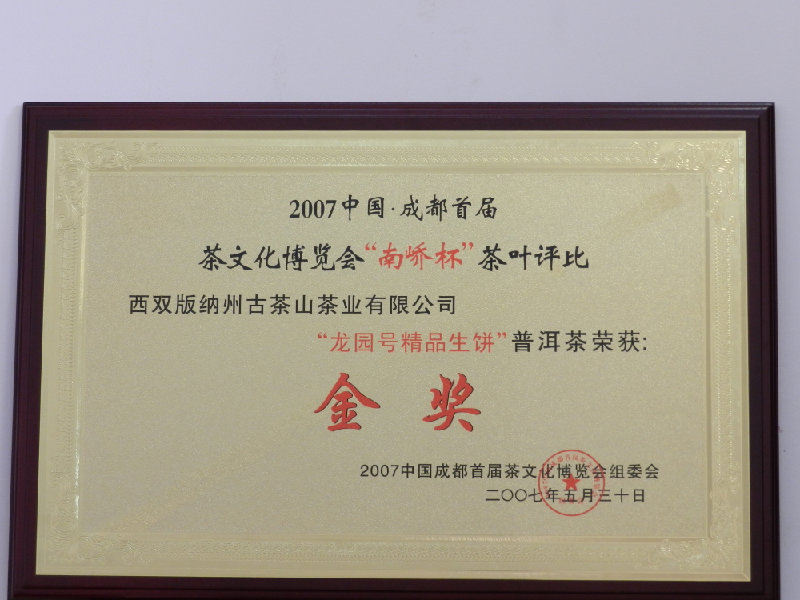 2007中国·成都首届
茶文化博览会“南峤杯”茶叶评比
西双版纳州古茶山茶业有限公司
“龙园号精品生饼”普洱茶荣获:
金 奖
2007中国成都首届茶文化博览会组委会
二〇〇七年五月三十日